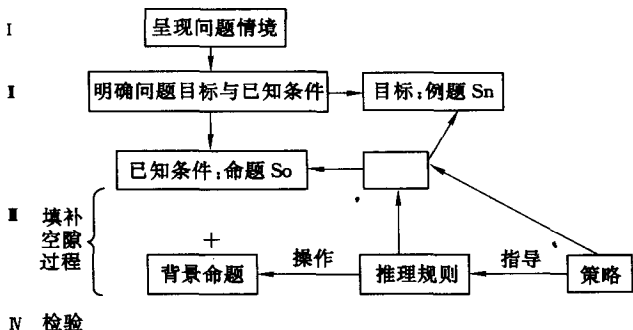 Ⅰ
呈现问题情境
Ⅱ
明确问题目标与已知条件
目标;例题 Sn
已知条件;命题 So
Ⅲ
填补
空隙
过程
+
背景命题
操作
推理规则
指导
策略
Ⅳ
检验